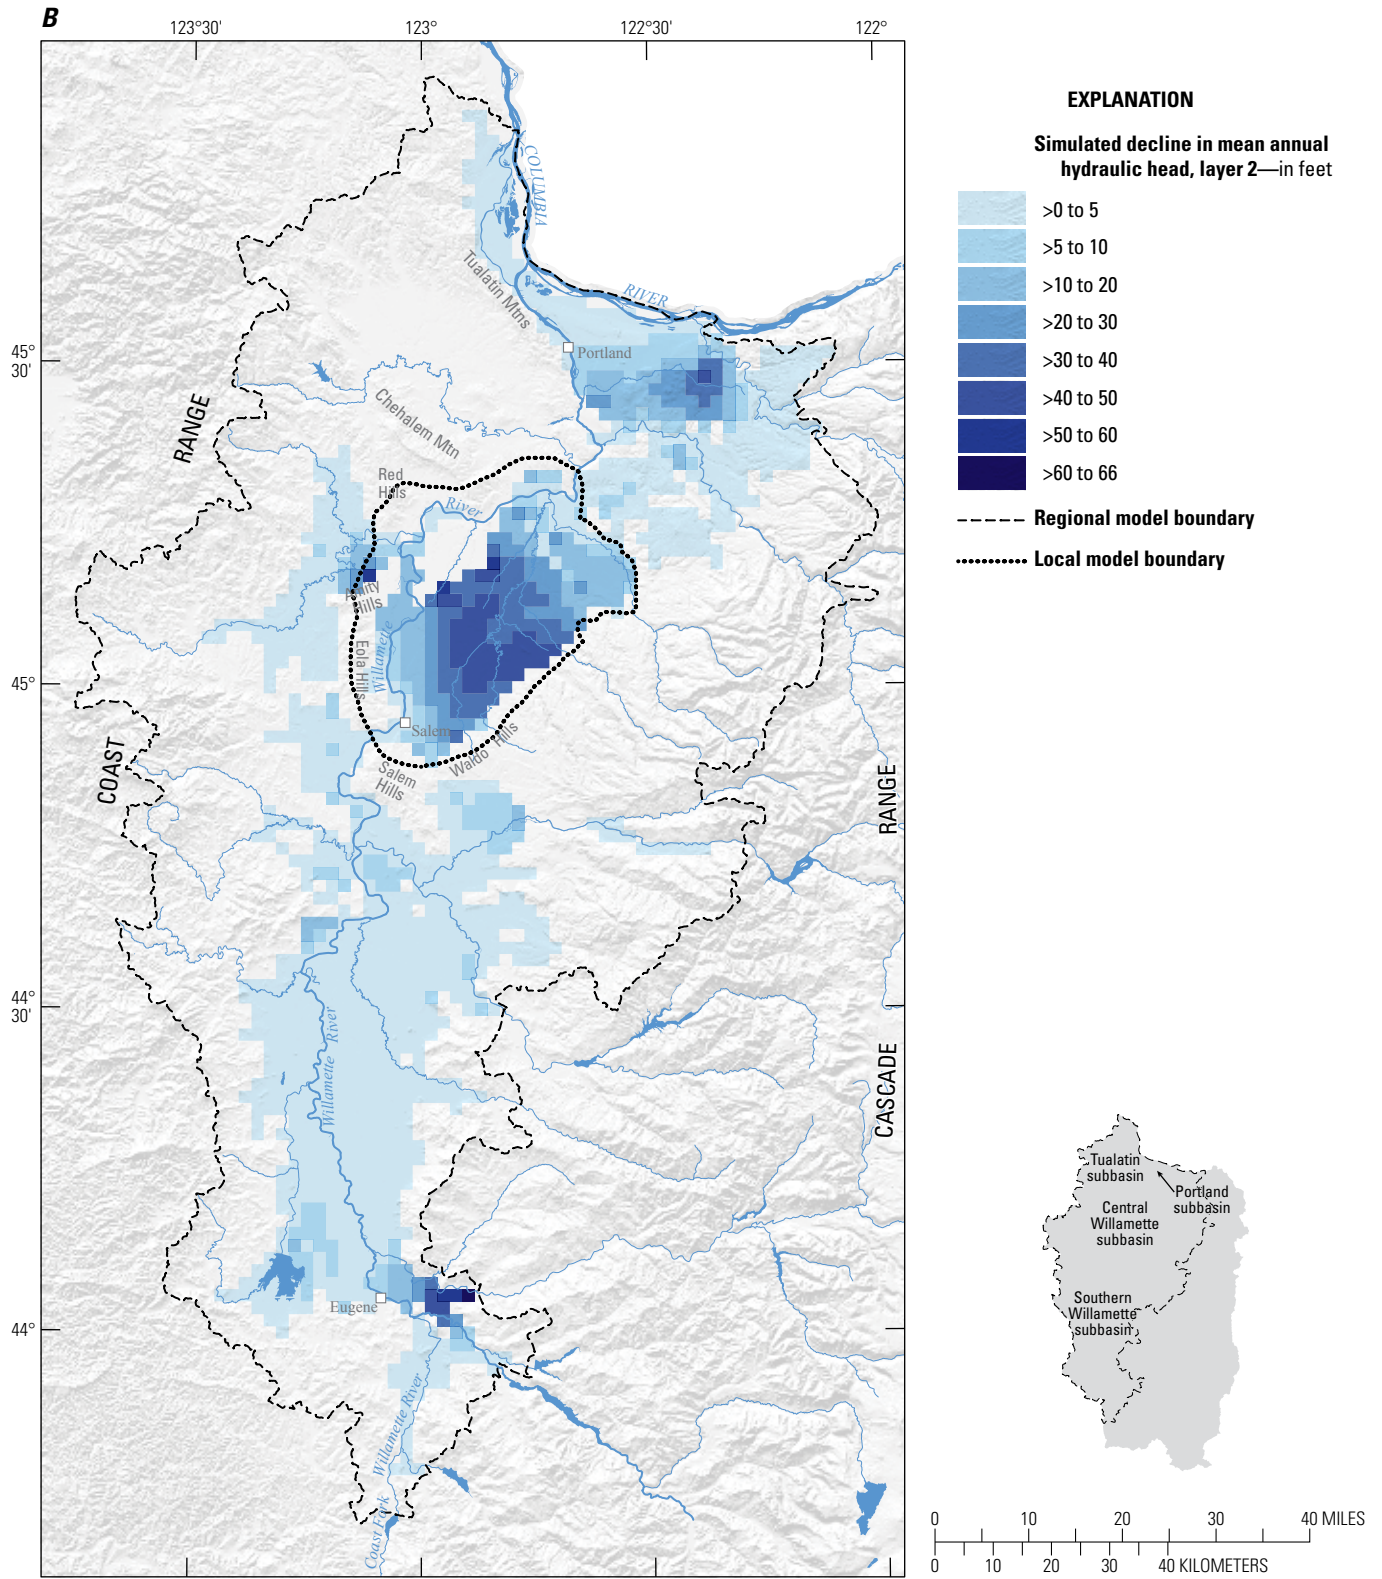 B
123°30'
123°
122°30'
122°
45°
30'
45°
44°
30'
44°
COLUMBIA
RIVER
Tualatin Mtns
Portland
Chehalem Mtn
RANGE
Red
Hills
River
Amity
Hills
Eola Hills
Willamette
Salem
Waldo Hills
Salem
Hills
COAST
RANGE
CASCADE
Willamette River
Eugene
Willamette River
Coast Fork
EXPLANATION
Simulated decline in mean annual
hydraulic head, layer 2—in feet
>0 to 5
>5 to 10
>10 to 20
>20 to 30
>30 to 40
>40 to 50
>50 to 60
>60 to 66
Regional model boundary
Local model boundary
Tualatin
subbasin
Portland
subbasin
Central
Willamette
subbasin
Southern
Willamette
subbasin
0 10 20 30 40 MILES
0 10 20 30 40 KILOMETERS